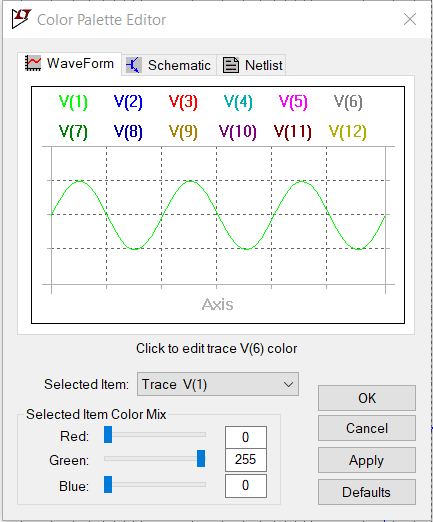 Color Palette Editor
WaveForm Schematic Netlist
V(1) V(2) V(3) V(4) V(5) V(6)
V(7) V(8) V(9) V(10) V(11) V(12)
Axis
Click to edit trace V(6) color
Selected Item: Trace V(1)
OK
Selected Item Color Mix
Cancel
Red: 0
Green: 255
Apply
Blue: 0
Defaults